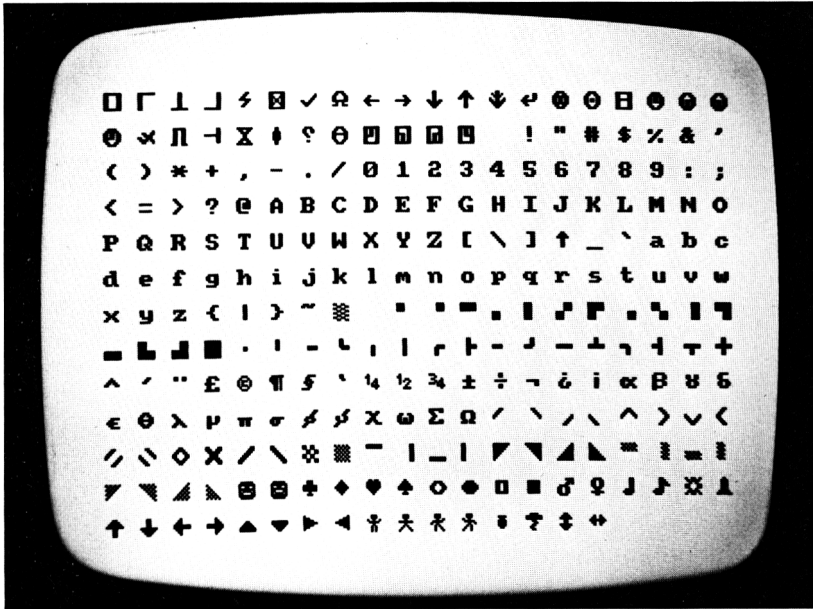 □ ⎾ ⊥ ⏌ ⚡ ⊠ ✓ ⍾ ← → ↓ ↑ ↡ ↲ ⊗ ⊙ ⊟ ◷ ◶ ◵
◴ ⍻ ⎍ ⊣ ⧖ ⧫ ␦ ⊖ ◰ ◱ ◲ ◳ ! " # $ % & '
( ) * + , - . / 0 1 2 3 4 5 6 7 8 9 : ;
< = > ? @ A B C D E F G H I J K L M N O
P Q R S T U V W X Y Z [ \ ] ↑ _ ` a b c
d e f g h i j k l m n o p q r s t u v w
x y z { | } ~ ▒ ▘ ▝ ▀ ▖ ▌ ▞ ▛ ▗ ▚ ▐ ▜
▄ ▙ ▟ █ · ╵ ╶ └ ╷ │ ┌ ├ ╴ ┘ ─ ┴ ┐ ┤ ┬ ┼
^ ´ ¨ £ © ¶ § ‘ ¼ ½ ¾ ± ÷ ¬ ¿ ¡ α β γ δ
ε θ λ μ π σ φ ψ χ ω Σ Ω
♣ ♦ ♥ ♠ ○ ● □ ■ ♂ ♀ ♩ ♪
↑ ↓ ← → ▲ ▼ ▶ ◀ ↕ ↔